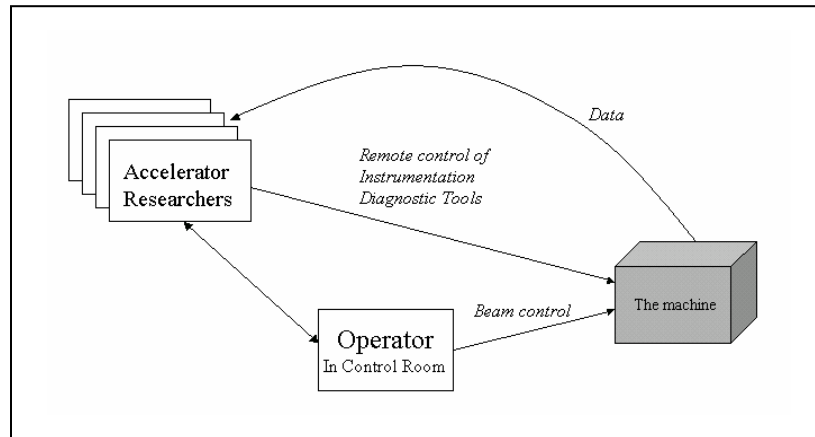 Data
Accelerator
Researchers
Remote control of
Instrumentation
Diagnostic Tools
The machine
Beam control
Operator
In Control Room